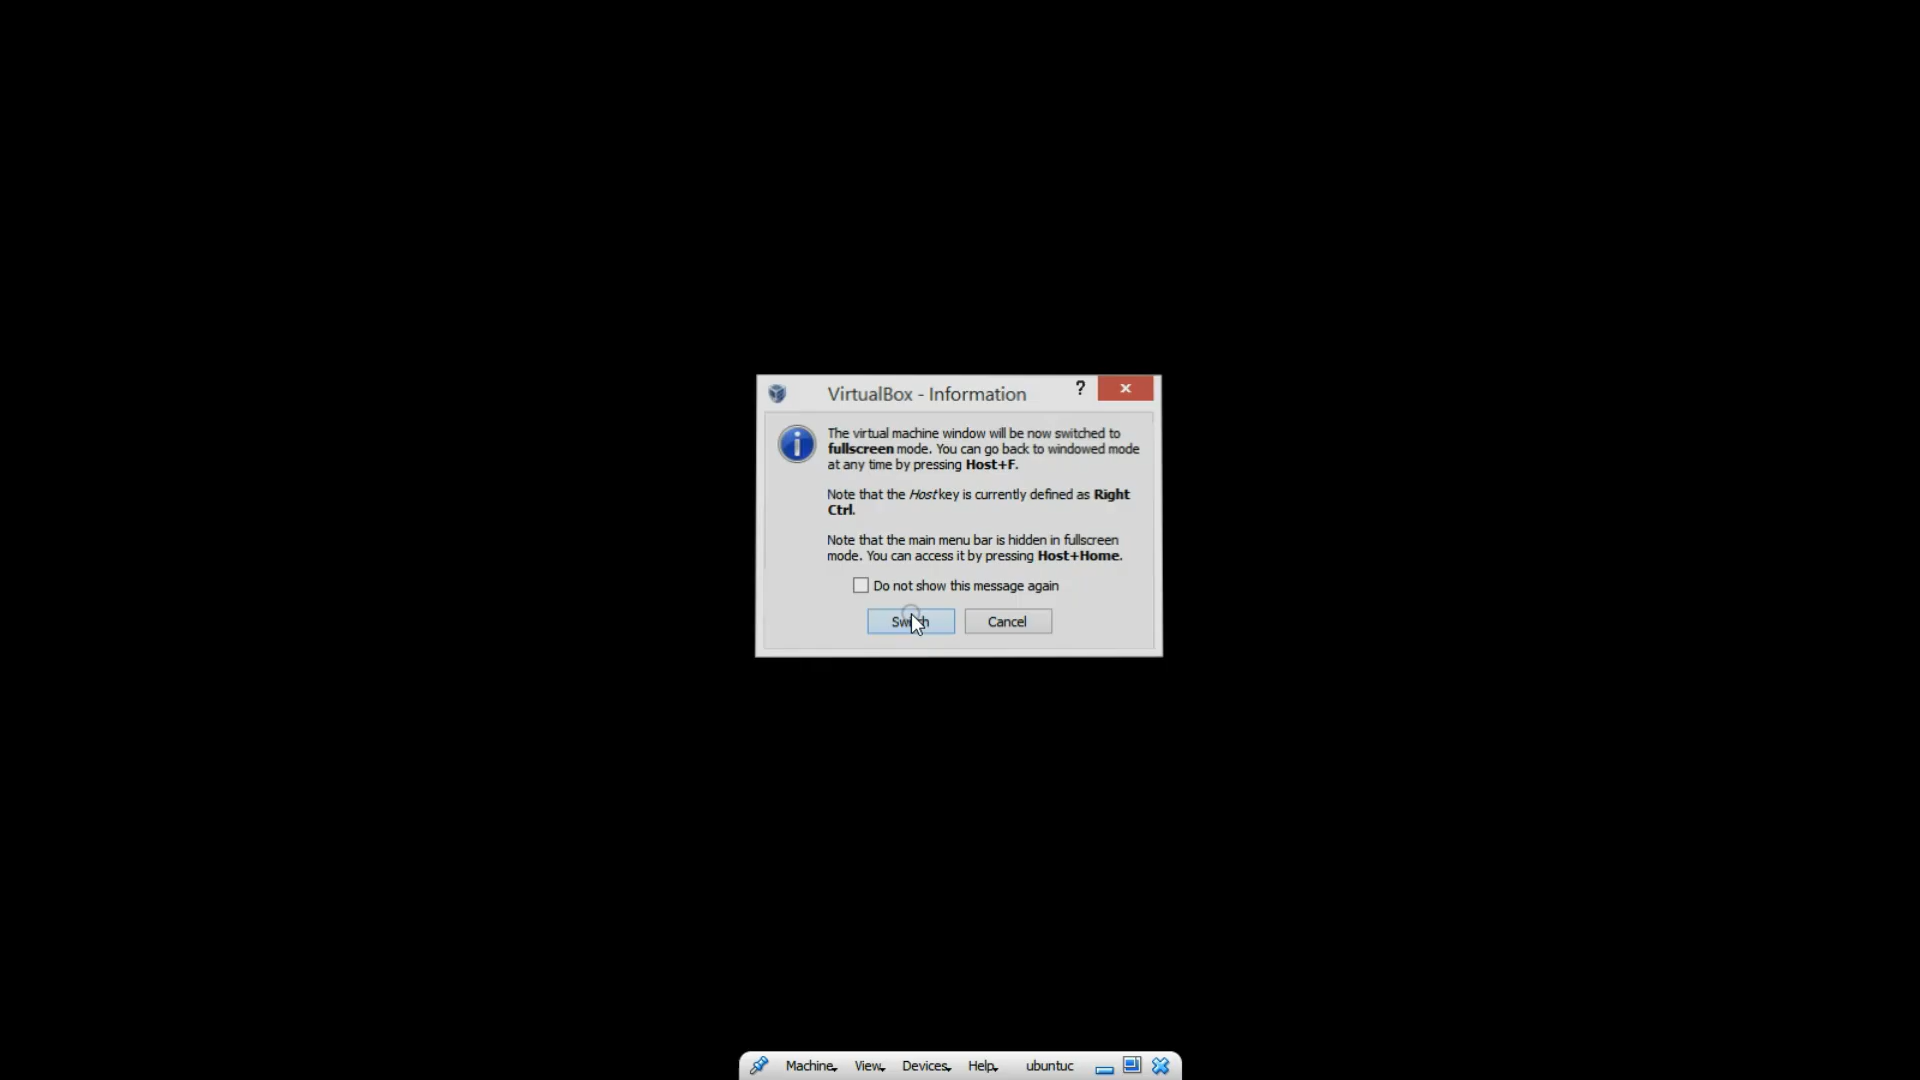 VirtualBox - Information
?
The virtual machine window will be now switched to
fullscreen mode. You can go back to windowed mode
at any time by pressing Host+F.
Note that the Host key is currently defined as Right
Ctrl.
Note that the main menu bar is hidden in fullscreen
mode. You can access it by pressing Host+Home.
Do not show this message again
Switch Cancel
Machine View Devices Help ubuntuc